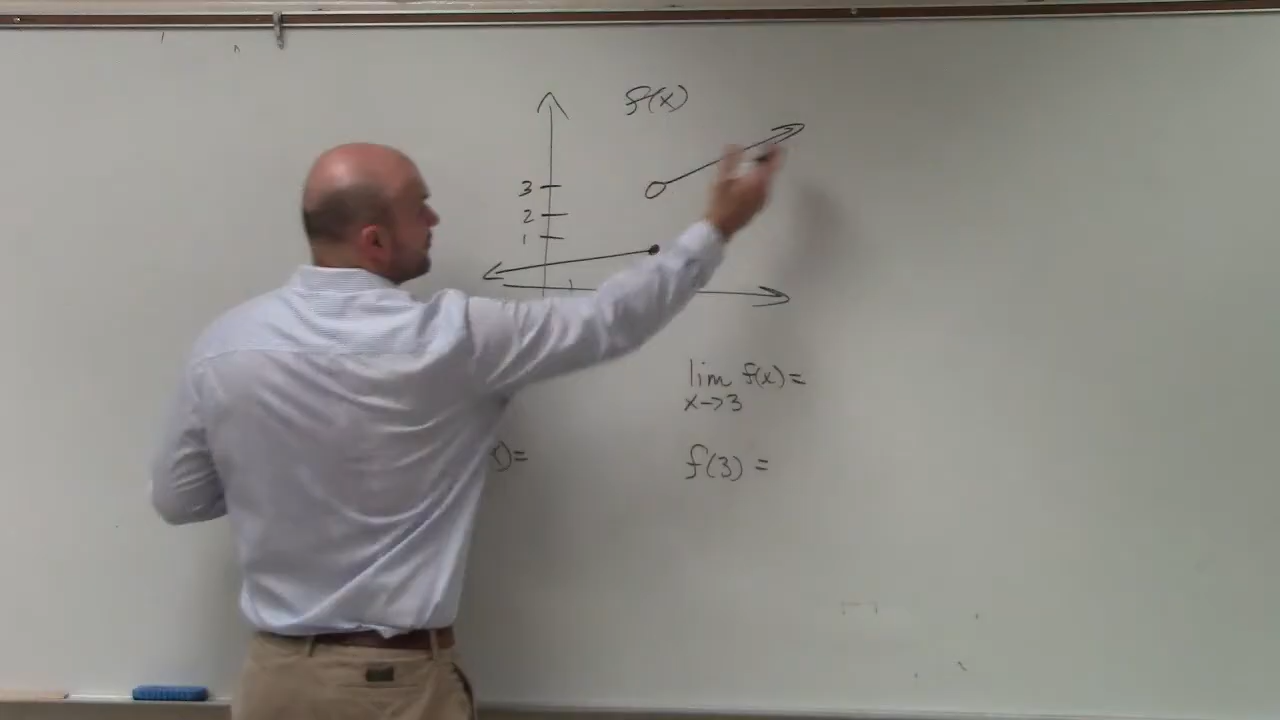 f(x)
3
2
1
lim f(x) =
x→3
) =
f(3) =